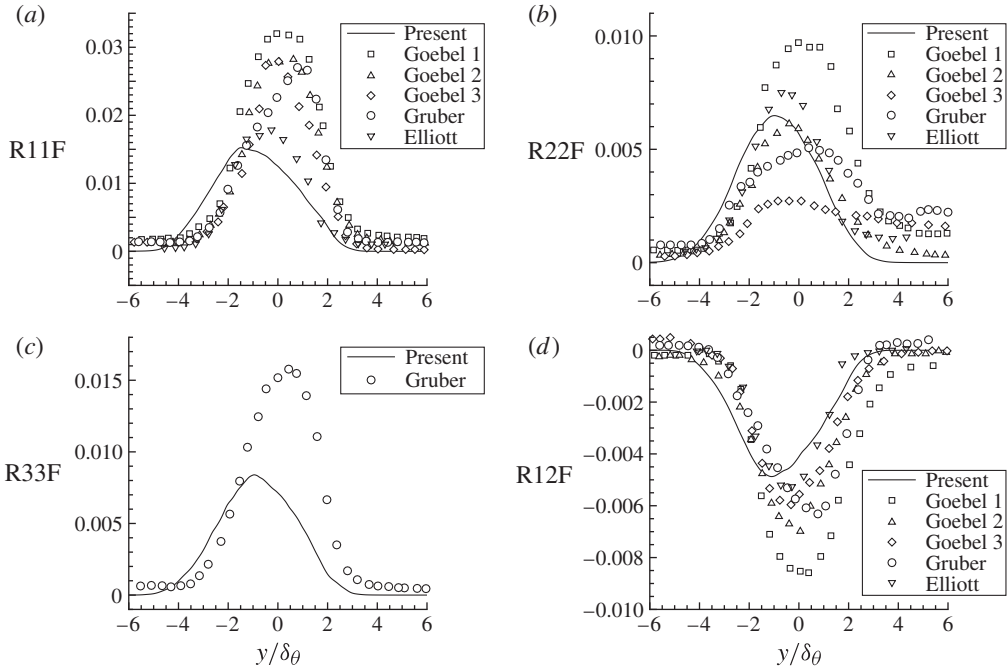 (a)
R11F
0.03
0.02
0.01
0
−6 −4 −2 0 2 4 6
Present
Goebel 1
Goebel 2
Goebel 3
Gruber
Elliott
(b)
R22F
0.010
0.005
0
−6 −4 −2 0 2 4 6
Present
Goebel 1
Goebel 2
Goebel 3
Gruber
Elliott
(c)
R33F
0.015
0.010
0.005
0
−6 −4 −2 0 2 4 6
y/δθ
Present
Gruber
(d)
R12F
0
−0.002
−0.004
−0.006
−0.008
−0.010
−6 −4 −2 0 2 4 6
y/δθ
Present
Goebel 1
Goebel 2
Goebel 3
Gruber
Elliott